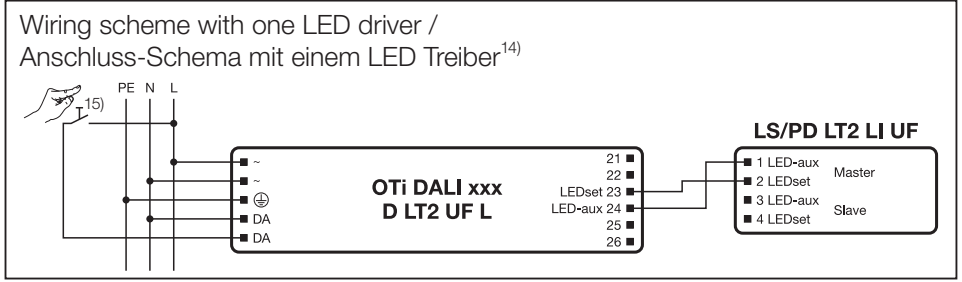 Wiring scheme with one LED driver /
Anschluss-Schema mit einem LED Treiber14)
15)
PE N L
~
~
DA
DA
OTi DALI xxx
D LT2 UF L
21
22
LEDset 23
LED-aux 24
25
26
LS/PD LT2 LI UF
1 LED-aux
2 LEDset
Master
3 LED-aux
4 LEDset
Slave